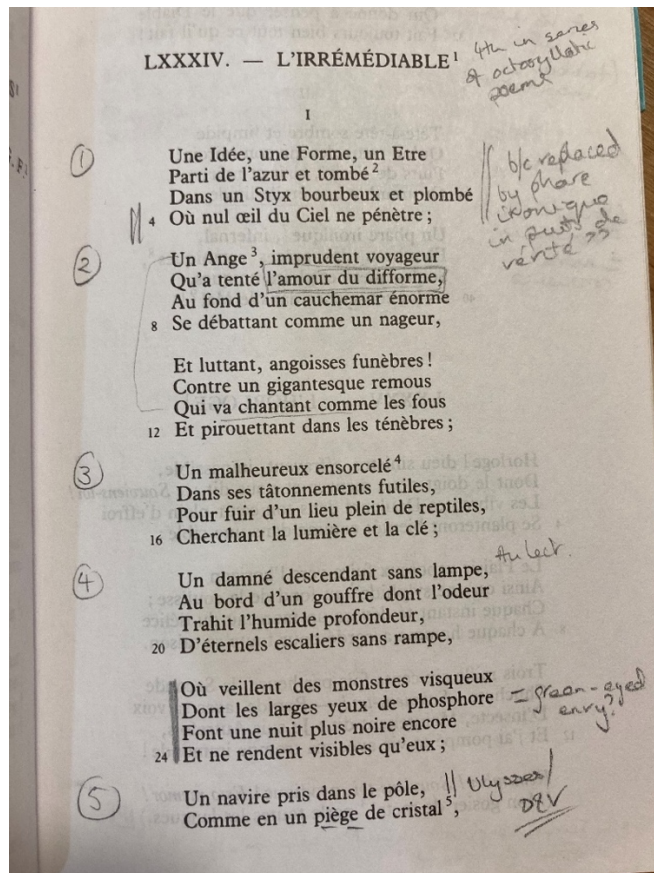 LXXXIV. — L'IRRÉMÉDIABLE¹
4th in series
of octosyllabic
poems
I
①
Une Idée, une Forme, un Etre
Parti de l'azur et tombé²
Dans un Styx bourbeux et plombé
4 Où nul œil du Ciel ne pénètre ;
b/c replaced
by phare
ironique
in puits de
vérité >>
②
Un Ange³, imprudent voyageur
Qu'a tenté l'amour du difforme,
Au fond d'un cauchemar énorme
8 Se débattant comme un nageur,
Et luttant, angoisses funèbres !
Contre un gigantesque remous
Qui va chantant comme les fous
12 Et pirouettant dans les ténèbres ;
③
Un malheureux ensorcelé⁴
Dans ses tâtonnements futiles,
Pour fuir d'un lieu plein de reptiles,
16 Cherchant la lumière et la clé ;
Au Lect.
④
Un damné descendant sans lampe,
Au bord d'un gouffre dont l'odeur
Trahit l'humide profondeur,
20 D'éternels escaliers sans rampe,
Où veillent des monstres visqueux
Dont les larges yeux de phosphore = green-eyed
Font une nuit plus noire encore envy?
24 Et ne rendent visibles qu'eux ;
⑤
Un navire pris dans le pôle, || Ulysses/
Comme en un piège de cristal⁵,